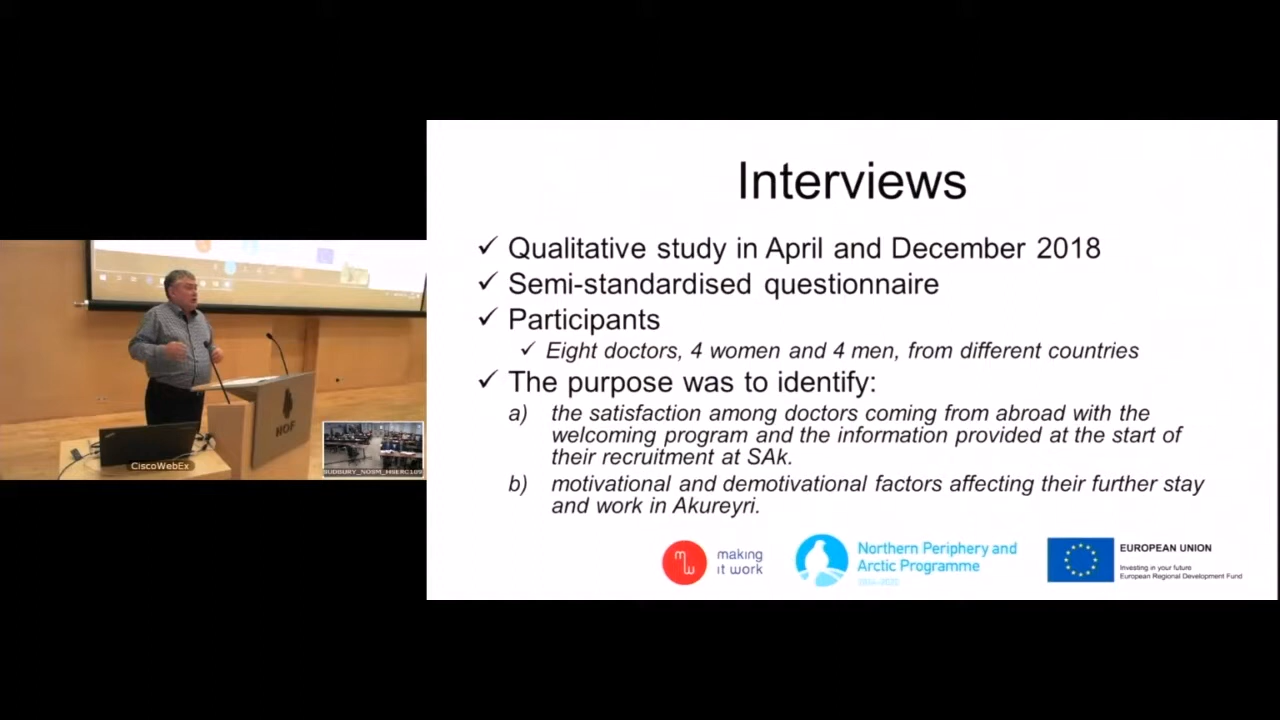 Interviews
✓ Qualitative study in April and December 2018
✓ Semi-standardised questionnaire
✓ Participants
✓ Eight doctors, 4 women and 4 men, from different countries
✓ The purpose was to identify:
a) the satisfaction among doctors coming from abroad with the
welcoming program and the information provided at the start of
their recruitment at SAk.
b) motivational and demotivational factors affecting their further stay
and work in Akureyri.
making
it work
Northern Periphery and
Arctic Programme
2014–2020
EUROPEAN UNION
Investing in your future
European Regional Development Fund
HOF
CiscoWebEx